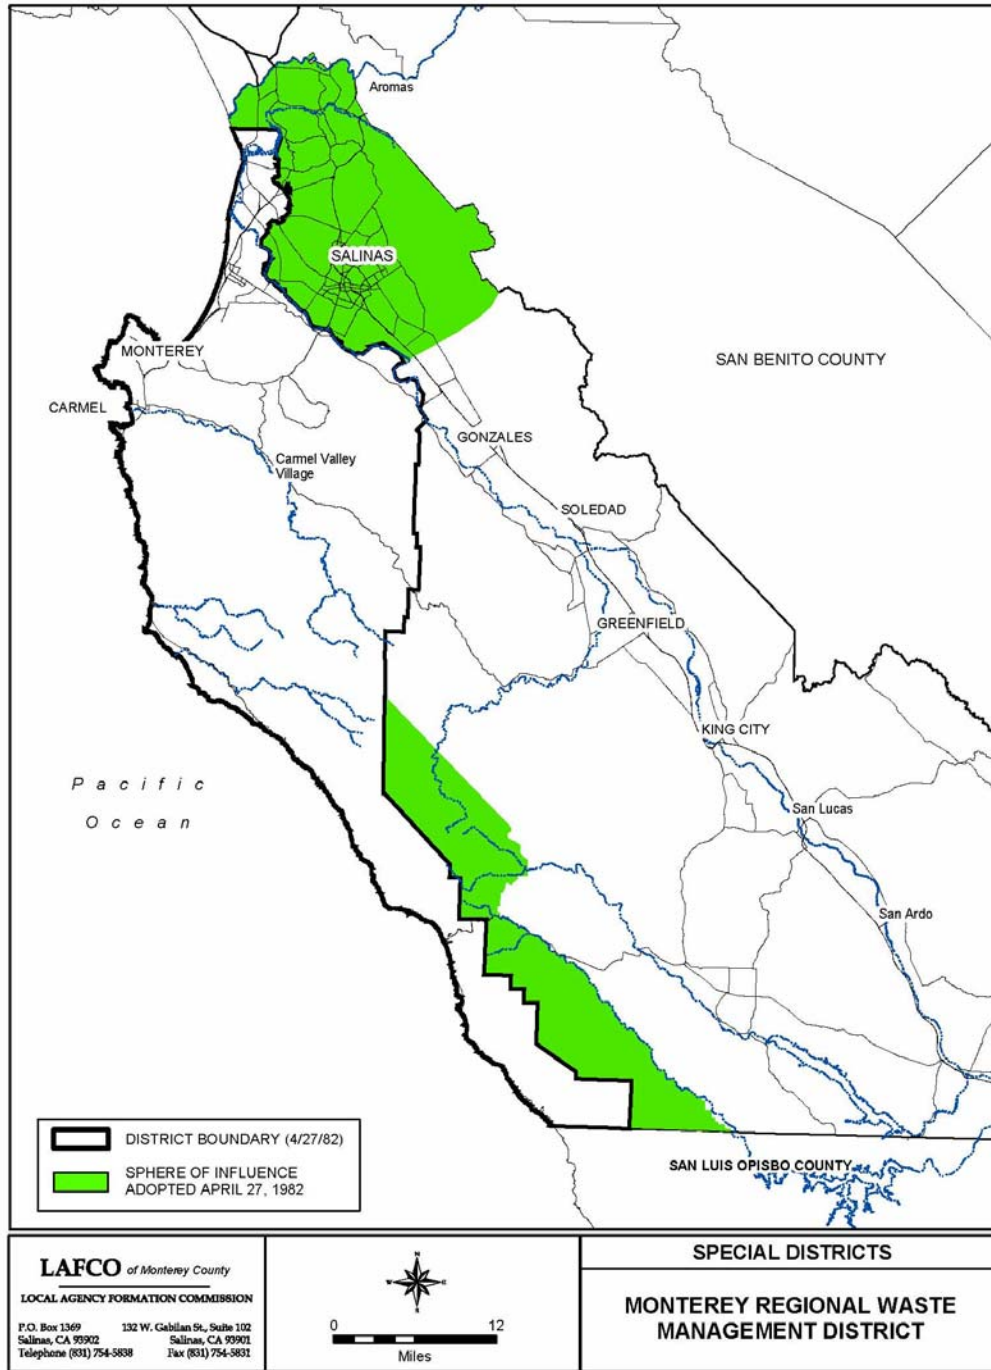 Aromas
SALINAS
MONTEREY
SAN BENITO COUNTY
CARMEL
GONZALES
Carmel Valley
Village
SOLEDAD
GREENFIELD
KING CITY
Pacific
Ocean
San Lucas
San Ardo
DISTRICT BOUNDARY (4/27/82)
SPHERE OF INFLUENCE
ADOPTED APRIL 27, 1982
SAN LUIS OPISBO COUNTY
LAFCO of Monterey County
LOCAL AGENCY FORMATION COMMISSION
P.O. Box 1369 132 W. Gabilan St., Suite 102
Salinas, CA 93902 Salinas, CA 93901
Telephone (831) 754-5838 Fax (831) 754-5831
N
W E
S
0 12
Miles
SPECIAL DISTRICTS
MONTEREY REGIONAL WASTE
MANAGEMENT DISTRICT